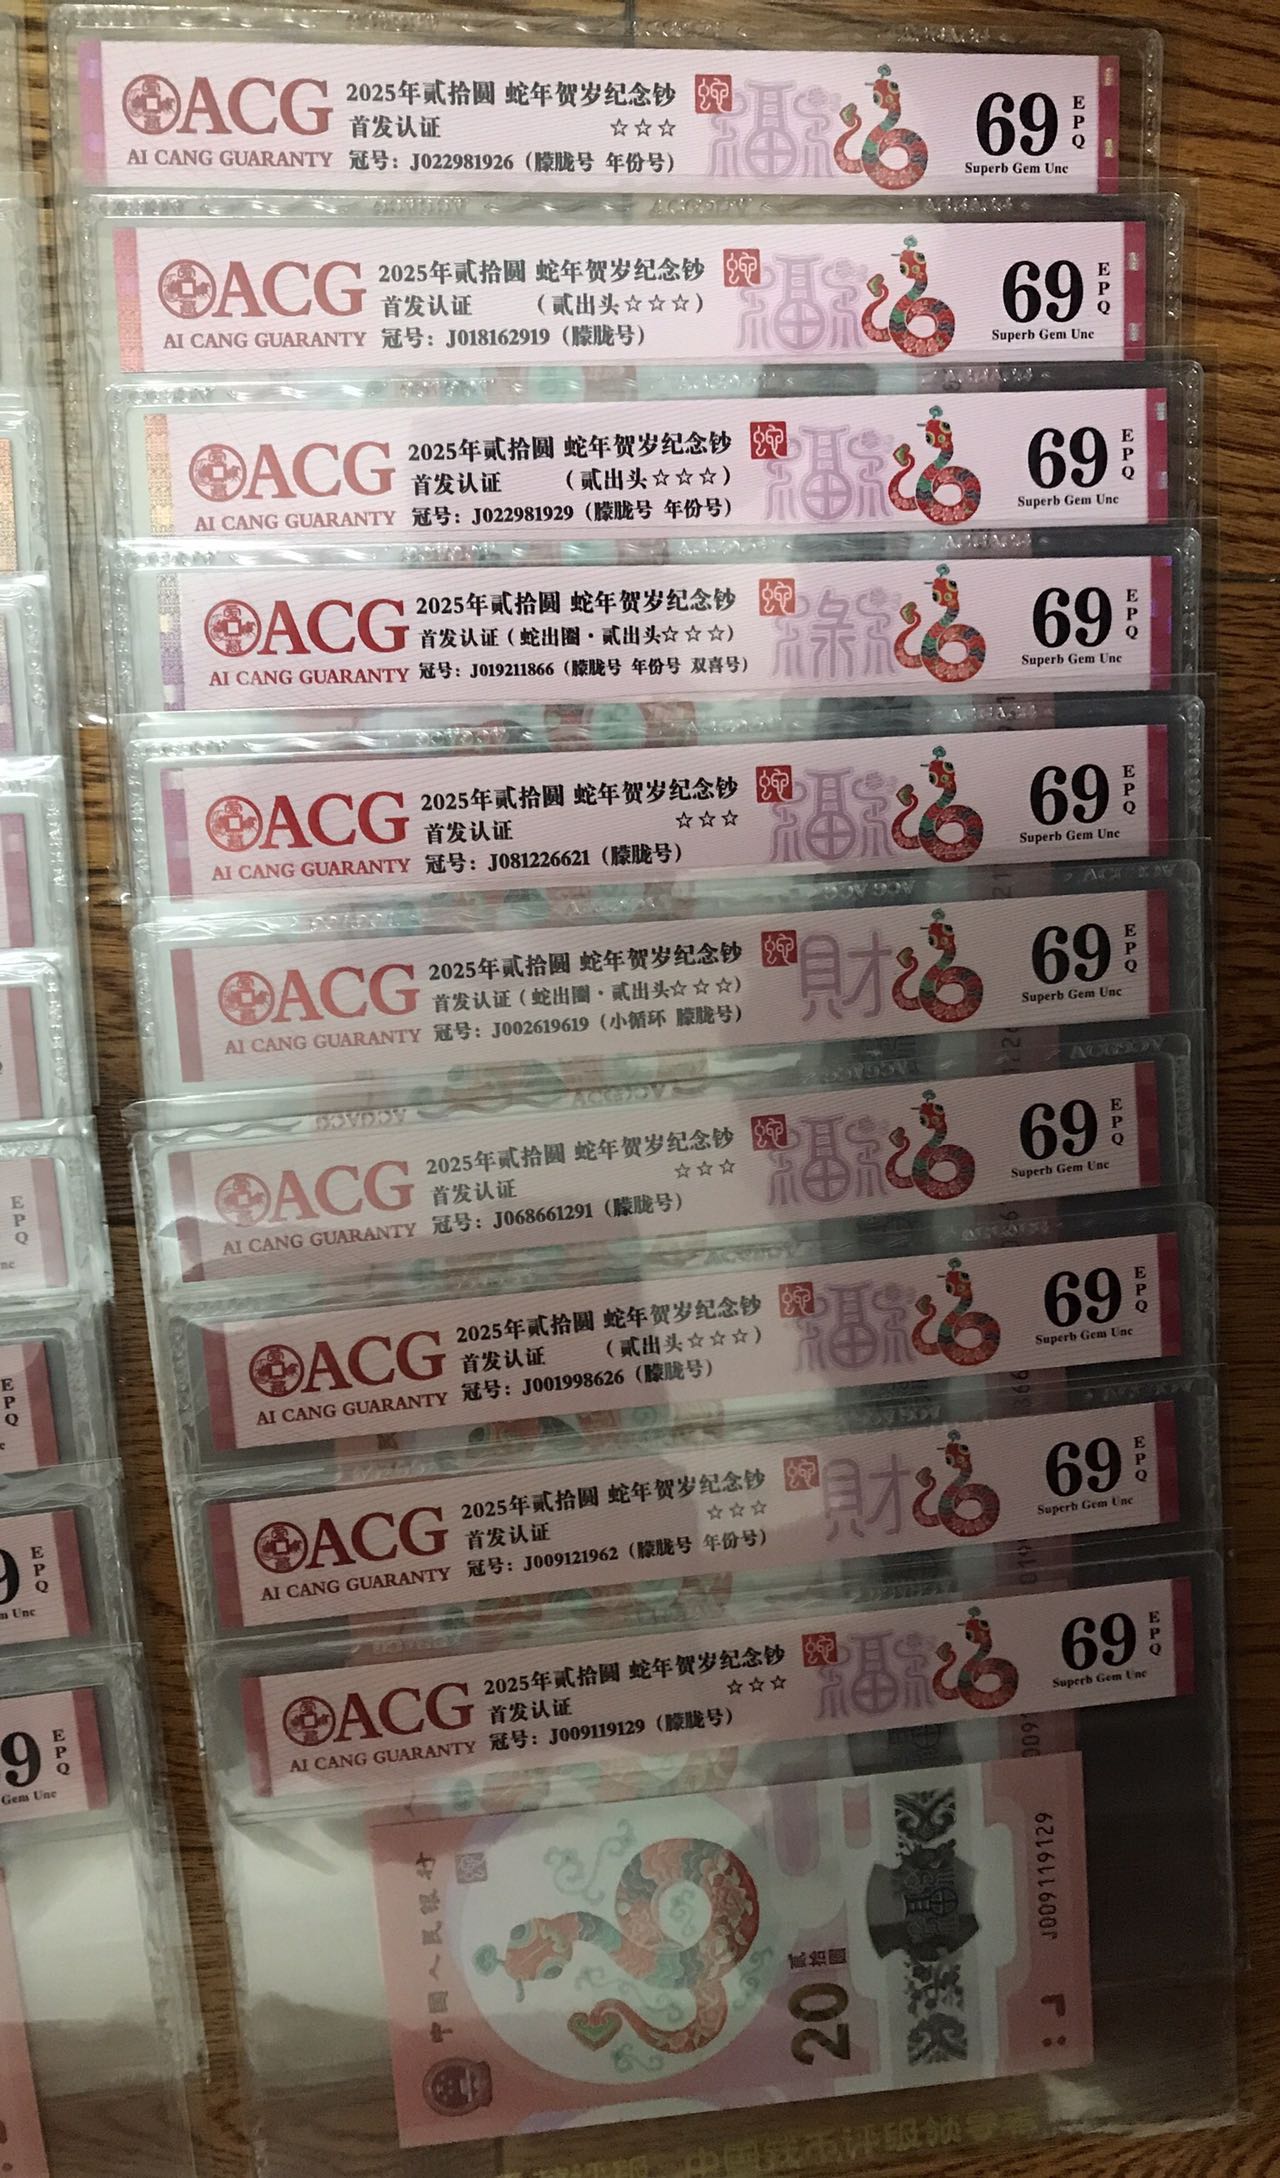 ACG 2025年贰拾圆 蛇年贺岁纪念钞 蛇 福 69 EPQ
首发认证 ☆☆☆
AI CANG GUARANTY 冠号：J022981926（朦胧号 年份号） Superb Gem Unc
ACG 2025年贰拾圆 蛇年贺岁纪念钞 蛇 福 69 EPQ
首发认证 （贰出头☆☆☆）
AI CANG GUARANTY 冠号：J018162919（朦胧号） Superb Gem Unc
ACG 2025年贰拾圆 蛇年贺岁纪念钞 蛇 福 69 EPQ
首发认证 （贰出头☆☆☆）
AI CANG GUARANTY 冠号：J022981929（朦胧号 年份号） Superb Gem Unc
ACG 2025年贰拾圆 蛇年贺岁纪念钞 蛇 禄 69 EPQ
首发认证（蛇出圈·贰出头☆☆☆）
AI CANG GUARANTY 冠号：J019211866（朦胧号 年份号 双喜号） Superb Gem Unc
ACG 2025年贰拾圆 蛇年贺岁纪念钞 蛇 福 69 EPQ
首发认证 ☆☆☆
AI CANG GUARANTY 冠号：J081226621（朦胧号） Superb Gem Unc
ACG 2025年贰拾圆 蛇年贺岁纪念钞 蛇 財 69 EPQ
首发认证（蛇出圈·贰出头☆☆☆）
AI CANG GUARANTY 冠号：J002619619（小循环 朦胧号） Superb Gem Unc
ACG 2025年贰拾圆 蛇年贺岁纪念钞 蛇 福 69 EPQ
首发认证 ☆☆☆
AI CANG GUARANTY 冠号：J068661291（朦胧号） Superb Gem Unc
ACG 2025年贰拾圆 蛇年贺岁纪念钞 蛇 福 69 EPQ
首发认证 （贰出头☆☆☆）
AI CANG GUARANTY 冠号：J001998626（朦胧号） Superb Gem Unc
ACG 2025年贰拾圆 蛇年贺岁纪念钞 蛇 財 69 EPQ
首发认证 ☆☆☆
AI CANG GUARANTY 冠号：J009121962（朦胧号 年份号） Superb Gem Unc
ACG 2025年贰拾圆 蛇年贺岁纪念钞 蛇 福 69 EPQ
首发认证 ☆☆☆
AI CANG GUARANTY 冠号：J009119129（朦胧号） Superb Gem Unc
中国人民银行
贰拾圆
20
J009119129